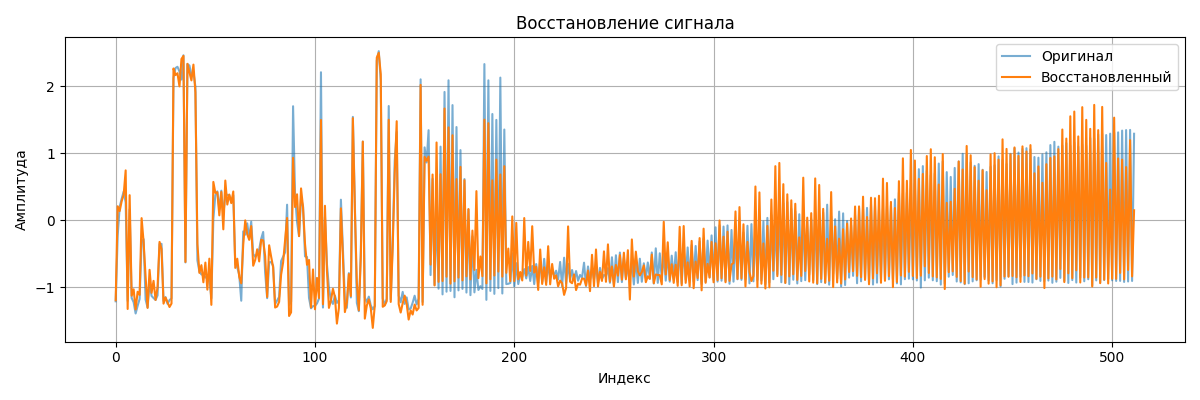 Восстановление сигнала
Оригинал
Восстановленный
Амплитуда
2
1
0
−1
0
100
200
300
400
500
Индекс